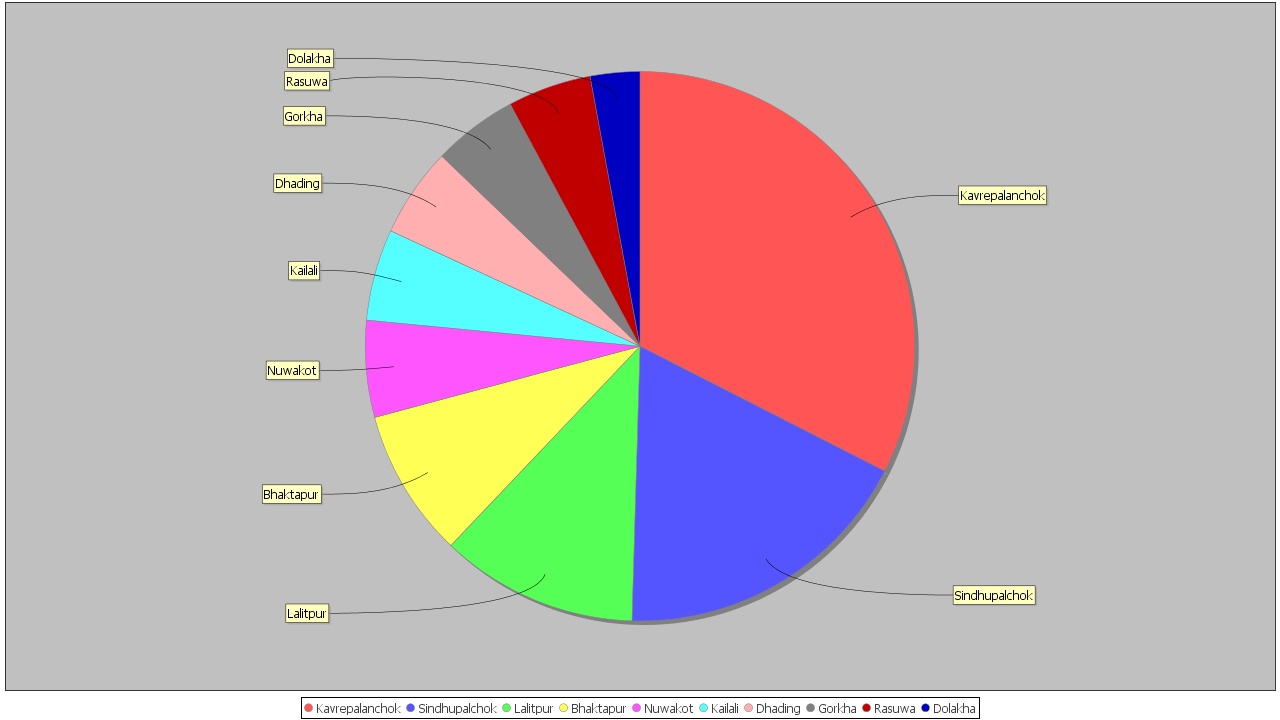 Dolakha
Rasuwa
Gorkha
Dhading
Kavrepalanchok
Kailali
Nuwakot
Bhaktapur
Sindhupalchok
Lalitpur
Kavrepalanchok Sindhupalchok Lalitpur Bhaktapur Nuwakot Kailali Dhading Gorkha Rasuwa Dolakha